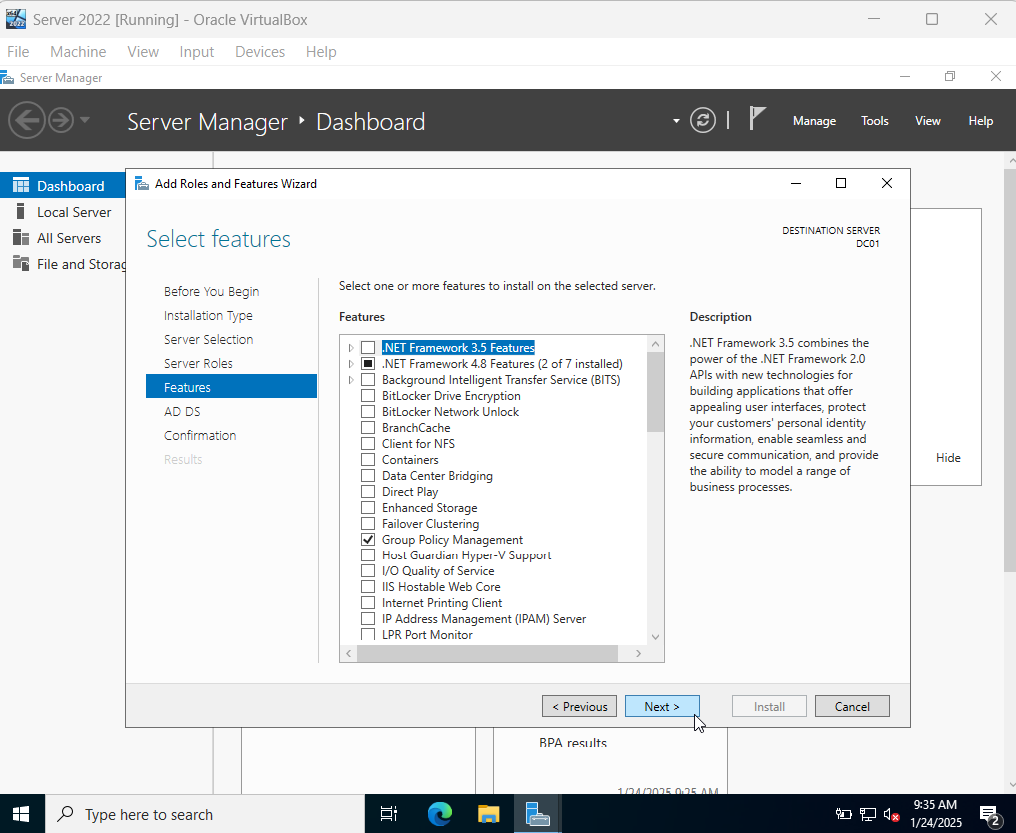 Server 2022 [Running] - Oracle VirtualBox
File Machine View Input Devices Help
Server Manager
Server Manager ‣ Dashboard
Manage Tools View Help
Dashboard
Local Server
All Servers
File and Storag
Add Roles and Features Wizard
Select features
DESTINATION SERVER
DC01
Before You Begin
Installation Type
Server Selection
Server Roles
Features
AD DS
Confirmation
Results
Select one or more features to install on the selected server.
Features
.NET Framework 3.5 Features
.NET Framework 4.8 Features (2 of 7 installed)
Background Intelligent Transfer Service (BITS)
BitLocker Drive Encryption
BitLocker Network Unlock
BranchCache
Client for NFS
Containers
Data Center Bridging
Direct Play
Enhanced Storage
Failover Clustering
Group Policy Management
Host Guardian Hyper-V Support
I/O Quality of Service
IIS Hostable Web Core
Internet Printing Client
IP Address Management (IPAM) Server
LPR Port Monitor
Description
.NET Framework 3.5 combines the
power of the .NET Framework 2.0
APIs with new technologies for
building applications that offer
appealing user interfaces, protect
your customers' personal identity
information, enable seamless and
secure communication, and provide
the ability to model a range of
business processes.
Hide
< Previous Next > Install Cancel
BPA results
1/24/2025 9:25 AM
Type here to search
9:35 AM
1/24/2025
2